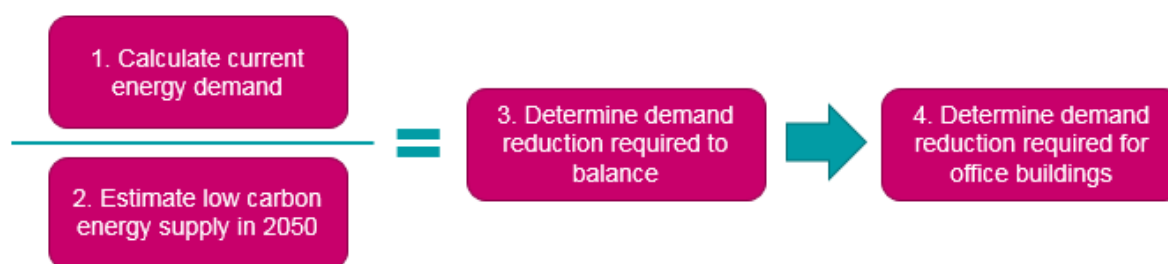 1. Calculate current
energy demand
2. Estimate low carbon
energy supply in 2050
=
3. Determine demand
reduction required to
balance
4. Determine demand
reduction required for
office buildings